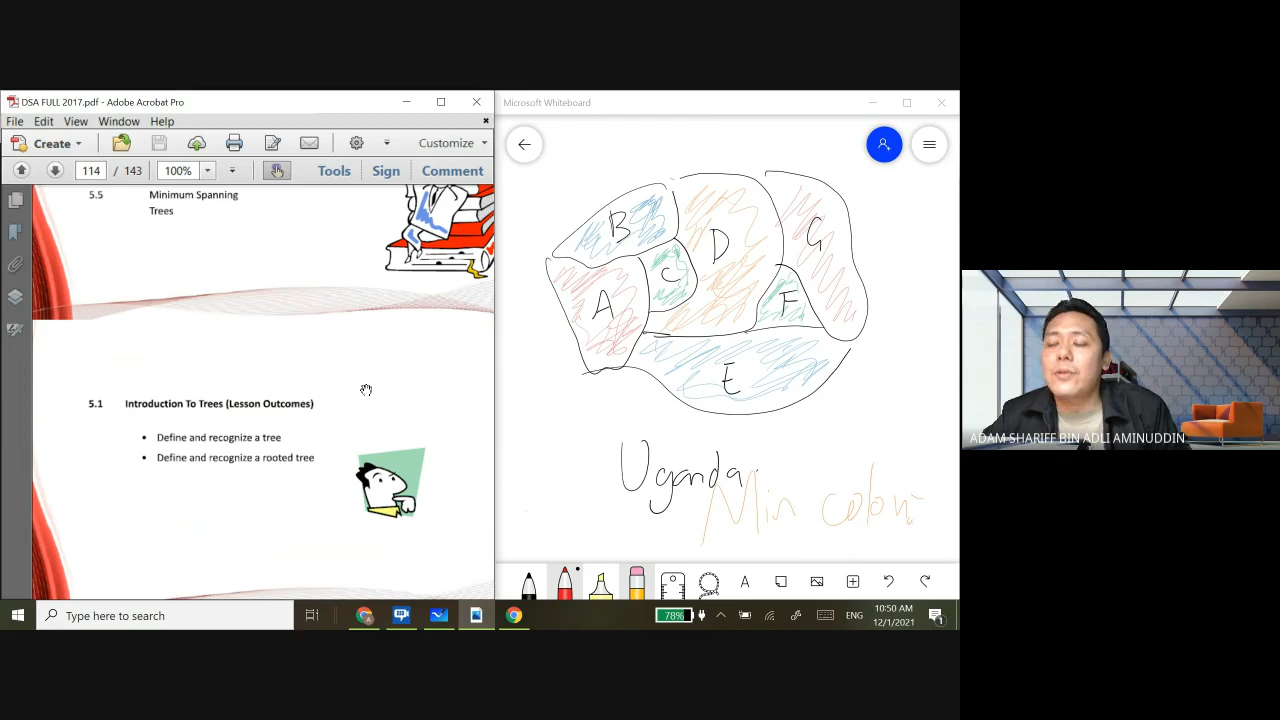 DSA FULL 2017.pdf - Adobe Acrobat Pro
File Edit View Window Help
Create
Customize
114 / 143 100%
Tools Sign Comment
5.5 Minimum Spanning
Trees
5.1 Introduction To Trees (Lesson Outcomes)
• Define and recognize a tree
• Define and recognize a rooted tree
Microsoft Whiteboard
B
D
G
C
A
F
E
Uganda
Min colori
A
ADAM SHARIFF BIN ADLI AMINUDDIN
Type here to search
78%
ENG
10:50 AM
12/1/2021
1